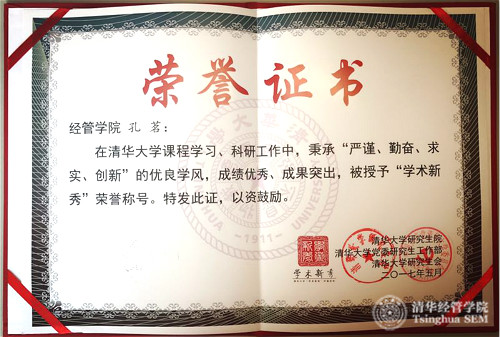 荣誉证书
经管学院 孔茗：
在清华大学课程学习、科研工作中，秉承“严谨、勤奋、求
实、创新”的优良学风，成绩优秀、成果突出，被授予“学术新
秀”荣誉称号。特发此证，以资鼓励。
-1911-
学术新秀
清华大学研究生院
清华大学党委研究生工作部
清华大学研究生会
二〇一七年五月
清华经管学院
Tsinghua SEM